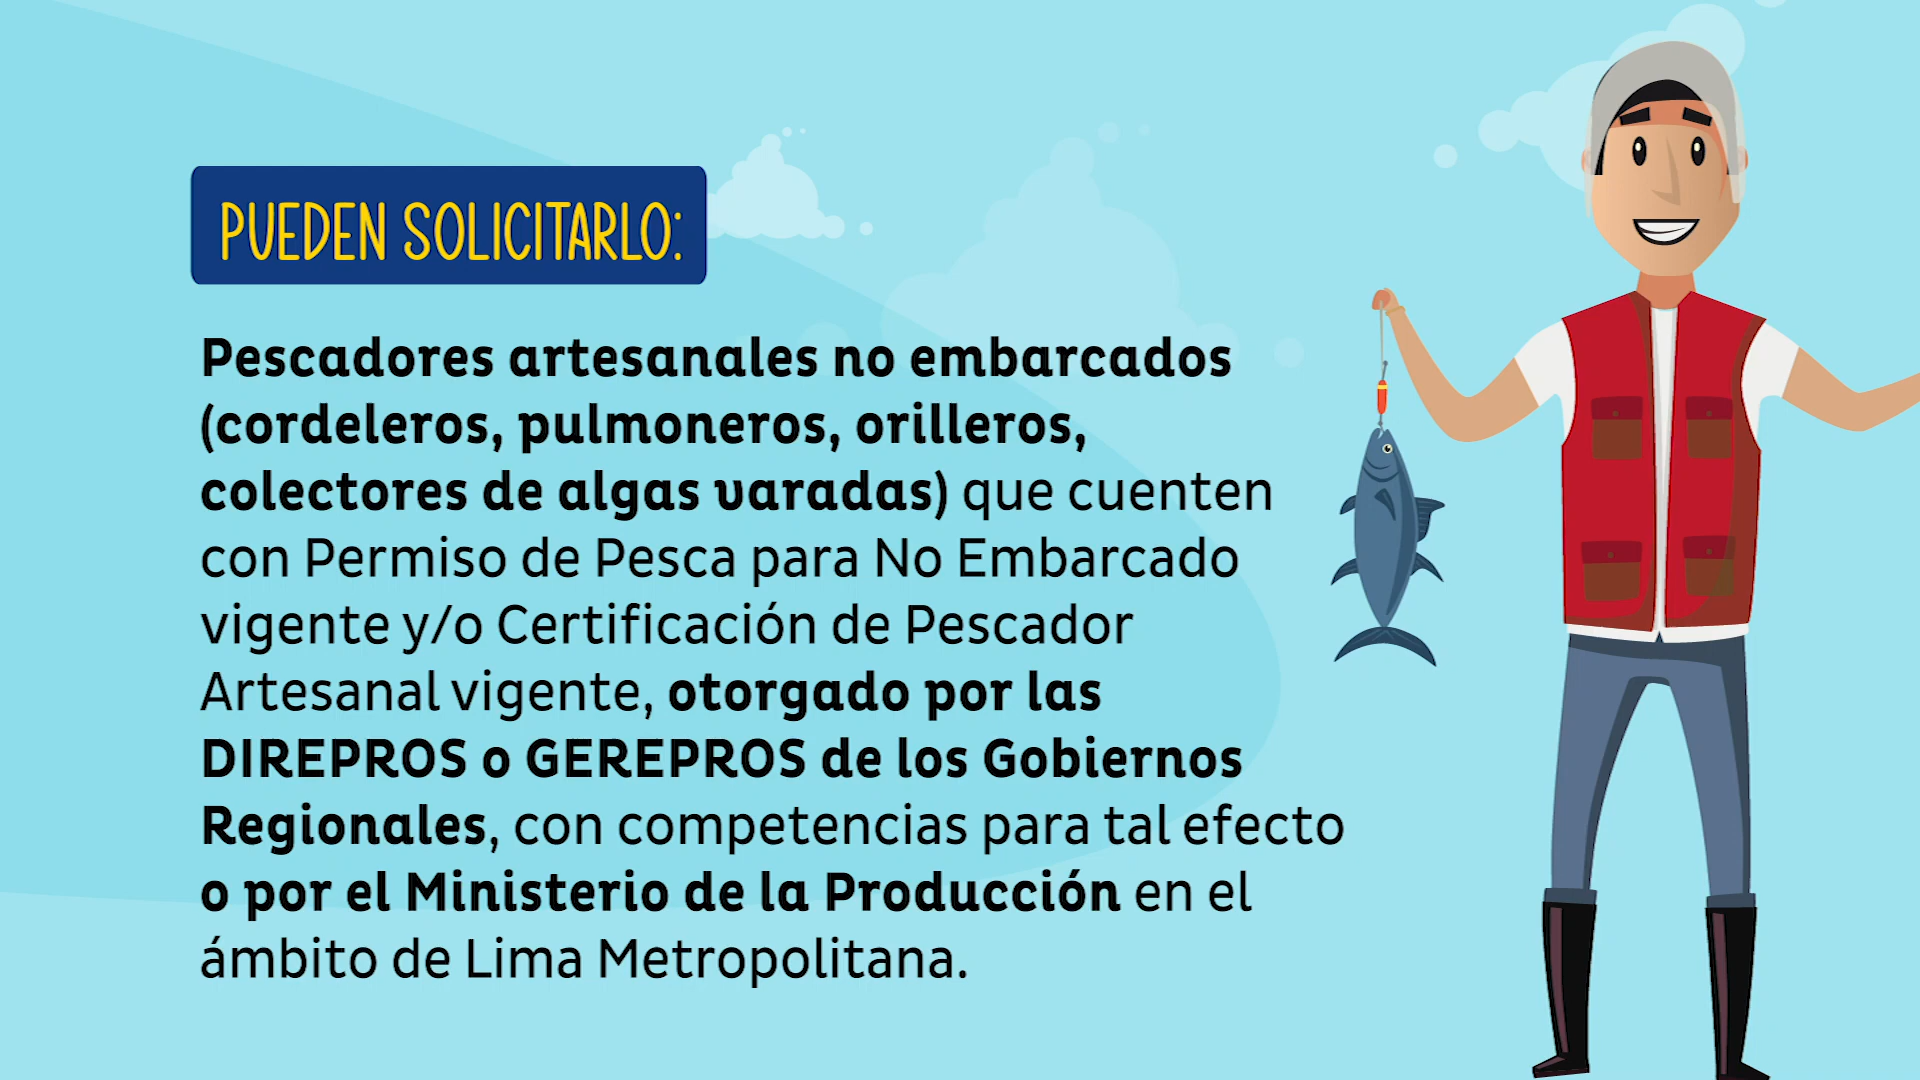 PUEDEN SOLICITARLO:
Pescadores artesanales no embarcados
(cordeleros, pulmoneros, orilleros,
colectores de algas varadas) que cuenten
con Permiso de Pesca para No Embarcado
vigente y/o Certificación de Pescador
Artesanal vigente, otorgado por las
DIREPROS o GEREPROS de los Gobiernos
Regionales, con competencias para tal efecto
o por el Ministerio de la Producción en el
ámbito de Lima Metropolitana.